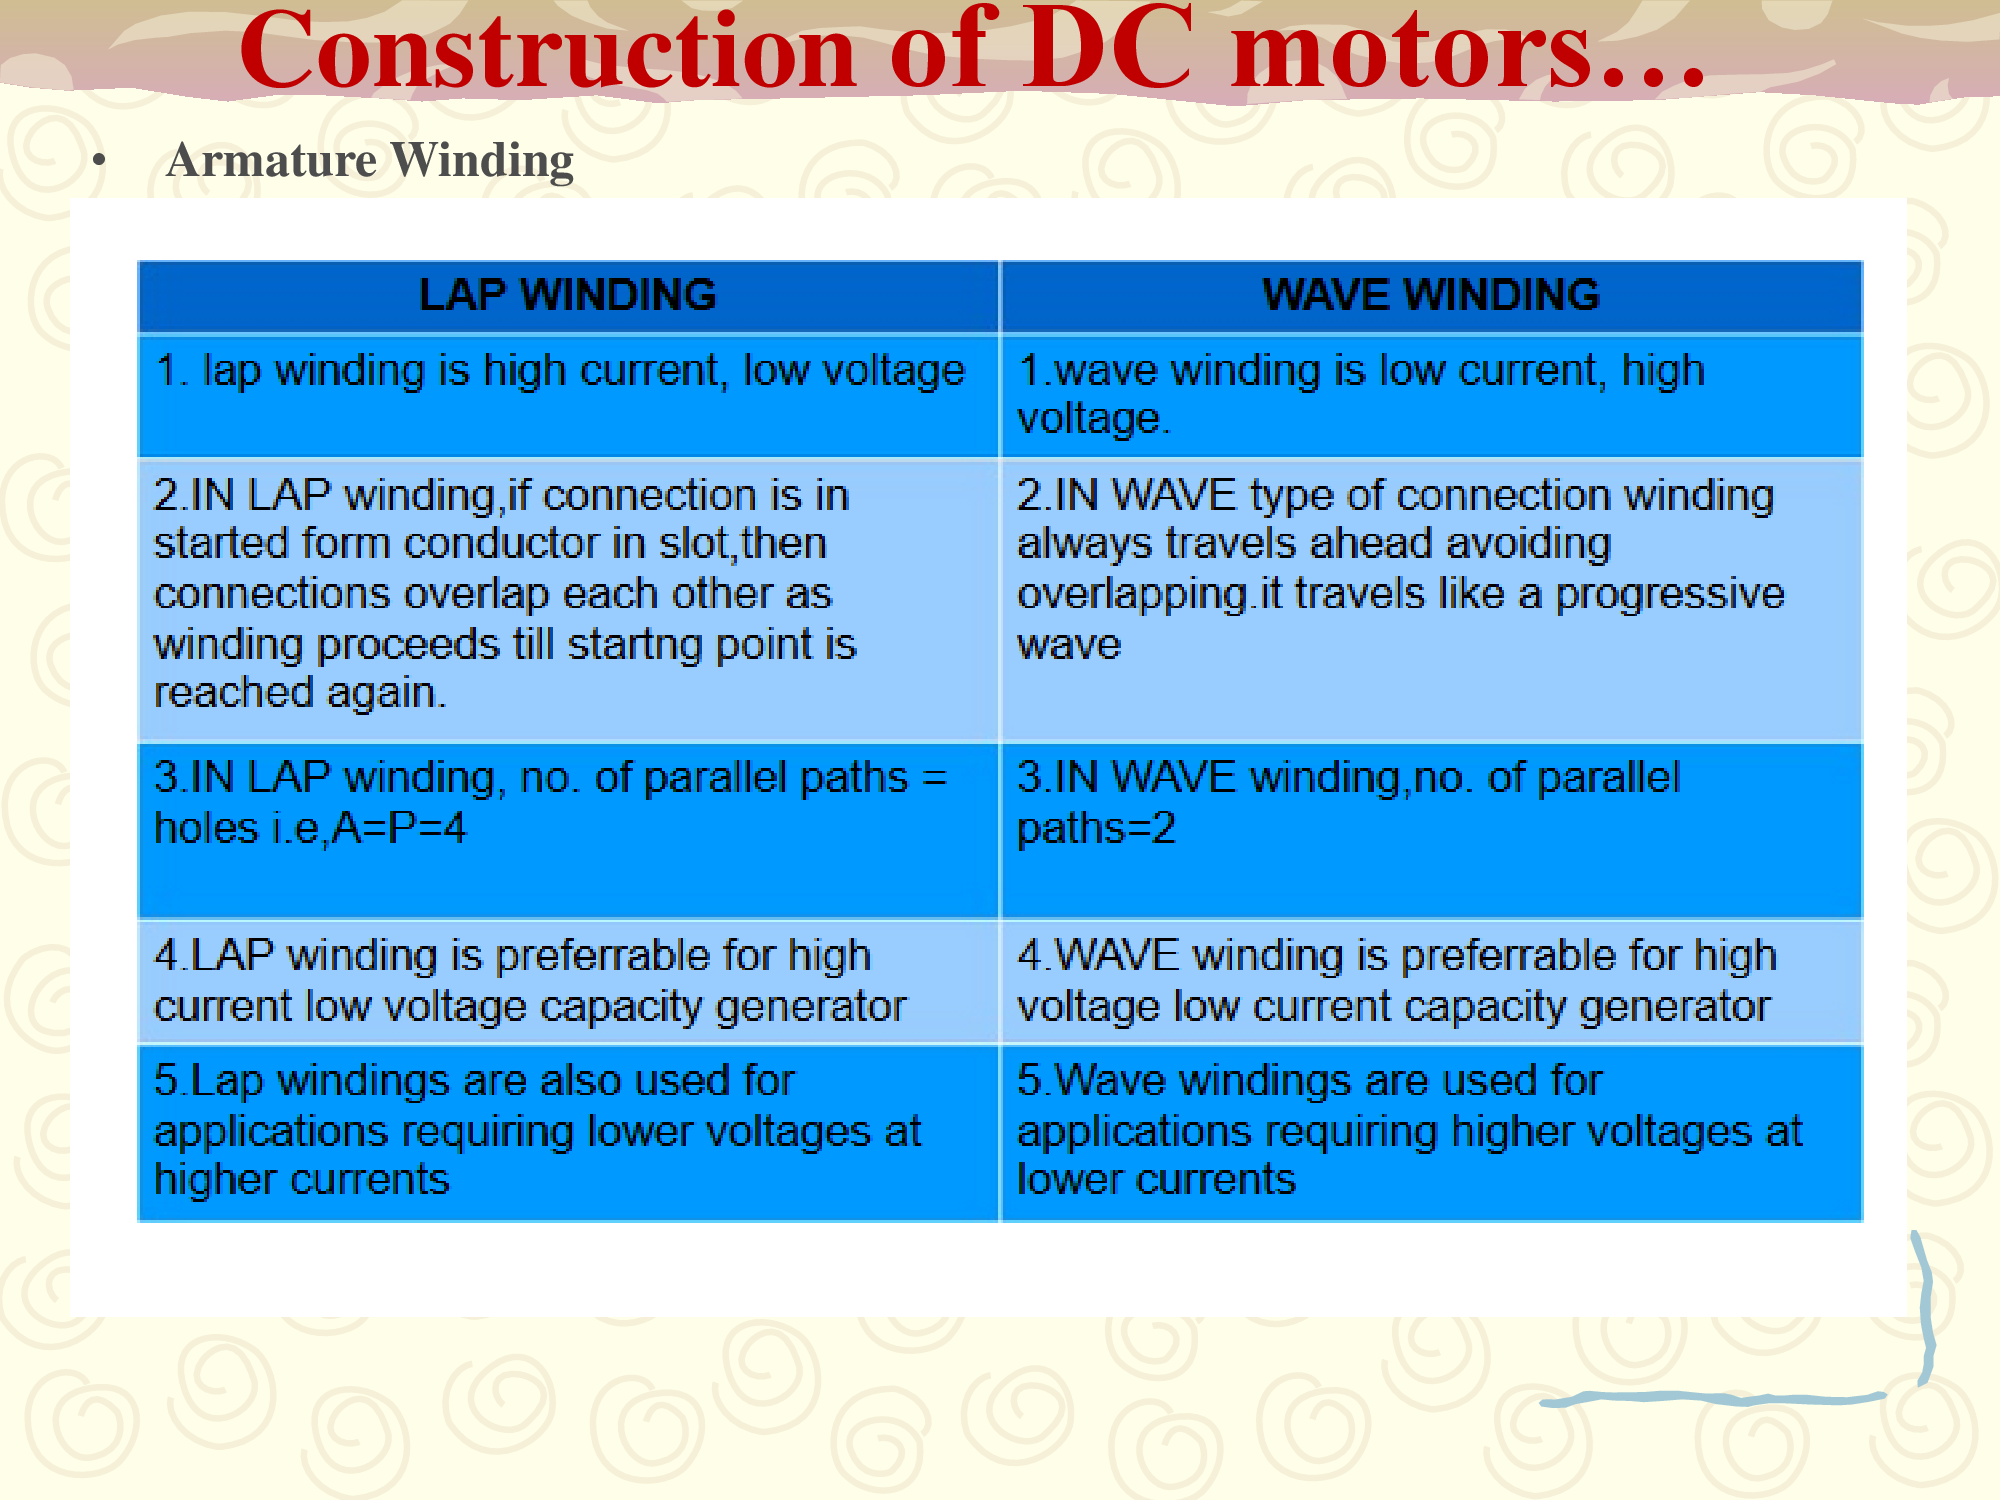 Construction of DC motors…
• Armature Winding
LAP WINDING
WAVE WINDING
1. lap winding is high current, low voltage
1.wave winding is low current, high
voltage.
2.IN LAP winding,if connection is in
started form conductor in slot,then
connections overlap each other as
winding proceeds till startng point is
reached again.
2.IN WAVE type of connection winding
always travels ahead avoiding
overlapping.it travels like a progressive
wave
3.IN LAP winding, no. of parallel paths =
holes i.e,A=P=4
3.IN WAVE winding,no. of parallel
paths=2
4.LAP winding is preferrable for high
current low voltage capacity generator
4.WAVE winding is preferrable for high
voltage low current capacity generator
5.Lap windings are also used for
applications requiring lower voltages at
higher currents
5.Wave windings are used for
applications requiring higher voltages at
lower currents